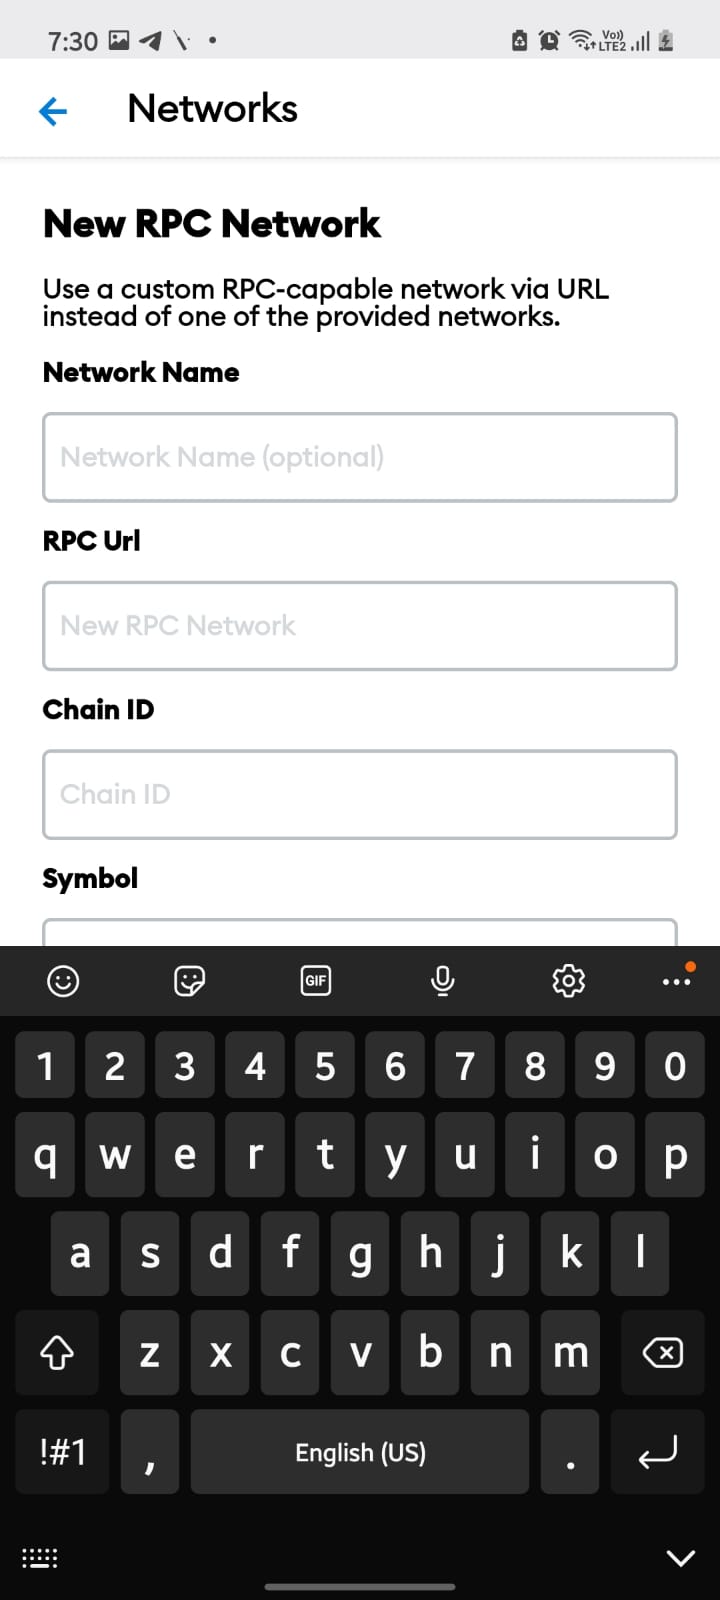 7:30
Vo))
LTE2
Networks
New RPC Network
Use a custom RPC-capable network via URL
instead of one of the provided networks.
Network Name
Network Name (optional)
RPC Url
New RPC Network
Chain ID
Chain ID
Symbol
GIF
1 2 3 4 5 6 7 8 9 0
q w e r t y u i o p
a s d f g h j k l
z x c v b n m
!#1 , English (US) .